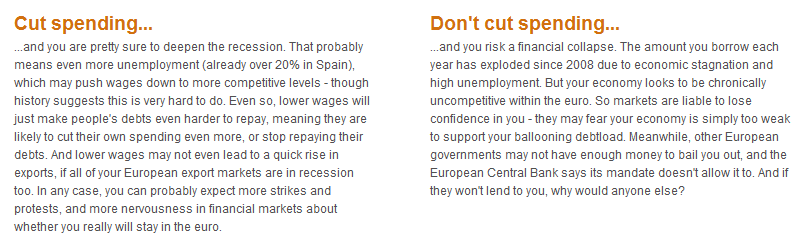 Cut spending...
...and you are pretty sure to deepen the recession. That probably
means even more unemployment (already over 20% in Spain),
which may push wages down to more competitive levels - though
history suggests this is very hard to do. Even so, lower wages will
just make people's debts even harder to repay, meaning they are
likely to cut their own spending even more, or stop repaying their
debts. And lower wages may not even lead to a quick rise in
exports, if all of your European export markets are in recession
too. In any case, you can probably expect more strikes and
protests, and more nervousness in financial markets about
whether you really will stay in the euro.
Don't cut spending...
...and you risk a financial collapse. The amount you borrow each
year has exploded since 2008 due to economic stagnation and
high unemployment. But your economy looks to be chronically
uncompetitive within the euro. So markets are liable to lose
confidence in you - they may fear your economy is simply too weak
to support your ballooning debtload. Meanwhile, other European
governments may not have enough money to bail you out, and the
European Central Bank says its mandate doesn't allow it to. And if
they won't lend to you, why would anyone else?